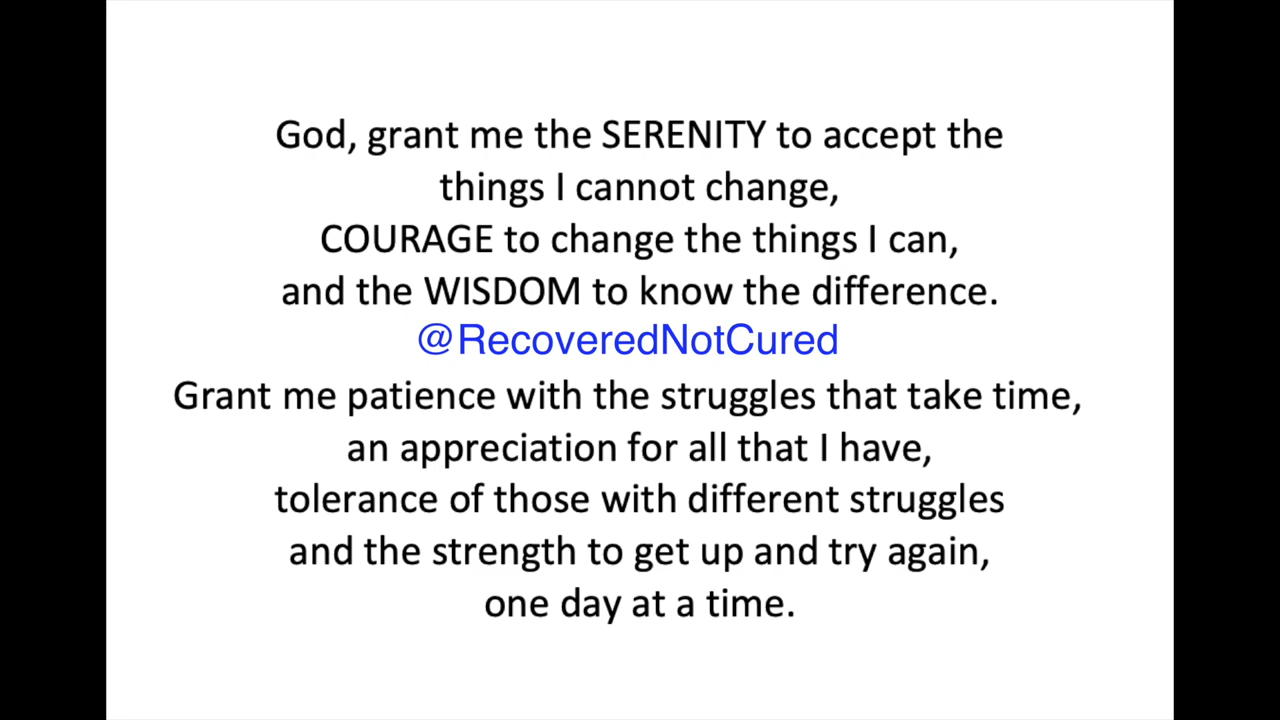 God, grant me the SERENITY to accept the
things I cannot change,
COURAGE to change the things I can,
and the WISDOM to know the difference.
@RecoveredNotCured
Grant me patience with the struggles that take time,
an appreciation for all that I have,
tolerance of those with different struggles
and the strength to get up and try again,
one day at a time.